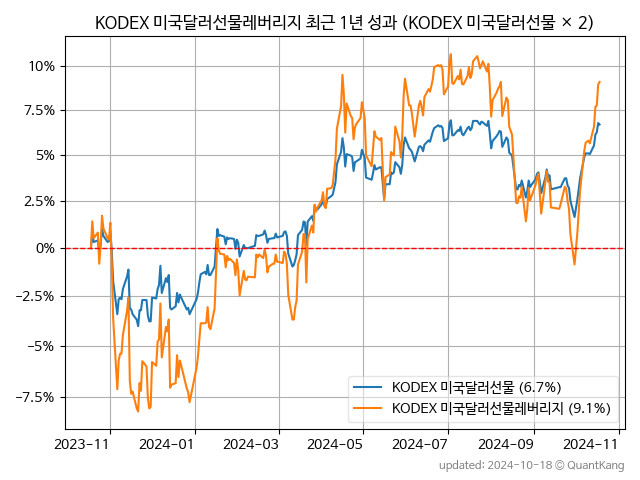 KODEX 미국달러선물레버리지 최근 1년 성과 (KODEX 미국달러선물 × 2)
10%
7.5%
5%
2.5%
0%
−2.5%
−5%
−7.5%
KODEX 미국달러선물 (6.7%)
KODEX 미국달러선물레버리지 (9.1%)
2023-11 2024-01 2024-03 2024-05 2024-07 2024-09 2024-11
updated: 2024-10-18 © QuantKang